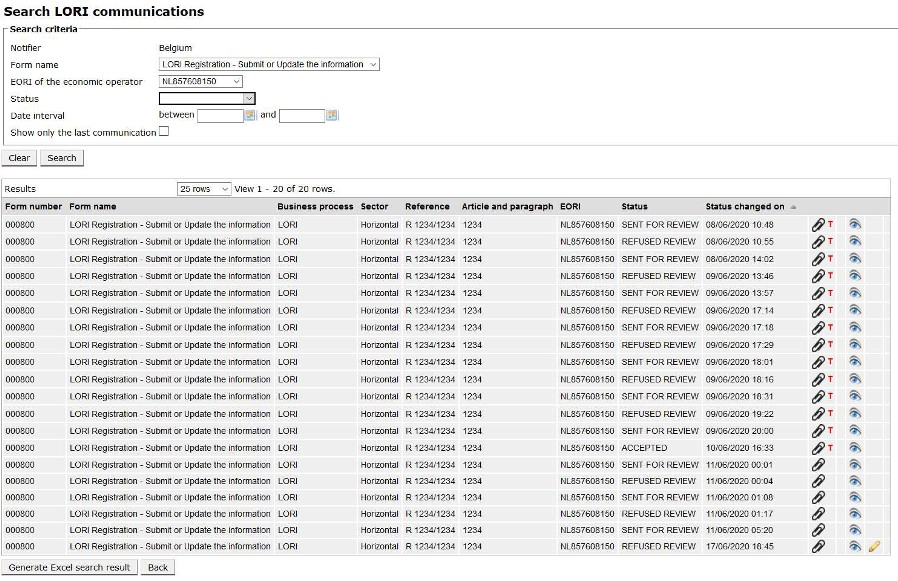 Search LORI communications
Search criteria
Notifier Belgium
Form name LORI Registration - Submit or Update the information
EORI of the economic operator NL857608150
Status
Date interval between and
Show only the last communication
Clear Search
Results 25 rows View 1 - 20 of 20 rows.
Form number Form name Business process Sector Reference Article and paragraph EORI Status Status changed on
000800 LORI Registration - Submit or Update the information LORI Horizontal R 1234/1234 1234 NL857608150 SENT FOR REVIEW 08/06/2020 10:48 T
000800 LORI Registration - Submit or Update the information LORI Horizontal R 1234/1234 1234 NL857608150 REFUSED REVIEW 08/06/2020 10:55 T
000800 LORI Registration - Submit or Update the information LORI Horizontal R 1234/1234 1234 NL857608150 SENT FOR REVIEW 08/06/2020 14:02 T
000800 LORI Registration - Submit or Update the information LORI Horizontal R 1234/1234 1234 NL857608150 REFUSED REVIEW 09/06/2020 13:46 T
000800 LORI Registration - Submit or Update the information LORI Horizontal R 1234/1234 1234 NL857608150 SENT FOR REVIEW 09/06/2020 13:57 T
000800 LORI Registration - Submit or Update the information LORI Horizontal R 1234/1234 1234 NL857608150 REFUSED REVIEW 09/06/2020 17:14 T
000800 LORI Registration - Submit or Update the information LORI Horizontal R 1234/1234 1234 NL857608150 SENT FOR REVIEW 09/06/2020 17:18 T
000800 LORI Registration - Submit or Update the information LORI Horizontal R 1234/1234 1234 NL857608150 REFUSED REVIEW 09/06/2020 17:29 T
000800 LORI Registration - Submit or Update the information LORI Horizontal R 1234/1234 1234 NL857608150 SENT FOR REVIEW 09/06/2020 18:01 T
000800 LORI Registration - Submit or Update the information LORI Horizontal R 1234/1234 1234 NL857608150 REFUSED REVIEW 09/06/2020 18:16 T
000800 LORI Registration - Submit or Update the information LORI Horizontal R 1234/1234 1234 NL857608150 SENT FOR REVIEW 09/06/2020 18:31 T
000800 LORI Registration - Submit or Update the information LORI Horizontal R 1234/1234 1234 NL857608150 REFUSED REVIEW 09/06/2020 19:22 T
000800 LORI Registration - Submit or Update the information LORI Horizontal R 1234/1234 1234 NL857608150 SENT FOR REVIEW 09/06/2020 20:00 T
000800 LORI Registration - Submit or Update the information LORI Horizontal R 1234/1234 1234 NL857608150 ACCEPTED 10/06/2020 16:33 T
000800 LORI Registration - Submit or Update the information LORI Horizontal R 1234/1234 1234 NL857608150 SENT FOR REVIEW 11/06/2020 00:01
000800 LORI Registration - Submit or Update the information LORI Horizontal R 1234/1234 1234 NL857608150 REFUSED REVIEW 11/06/2020 00:04
000800 LORI Registration - Submit or Update the information LORI Horizontal R 1234/1234 1234 NL857608150 SENT FOR REVIEW 11/06/2020 01:08
000800 LORI Registration - Submit or Update the information LORI Horizontal R 1234/1234 1234 NL857608150 REFUSED REVIEW 11/06/2020 01:17
000800 LORI Registration - Submit or Update the information LORI Horizontal R 1234/1234 1234 NL857608150 SENT FOR REVIEW 11/06/2020 05:20
000800 LORI Registration - Submit or Update the information LORI Horizontal R 1234/1234 1234 NL857608150 REFUSED REVIEW 17/06/2020 16:45
Generate Excel search result Back